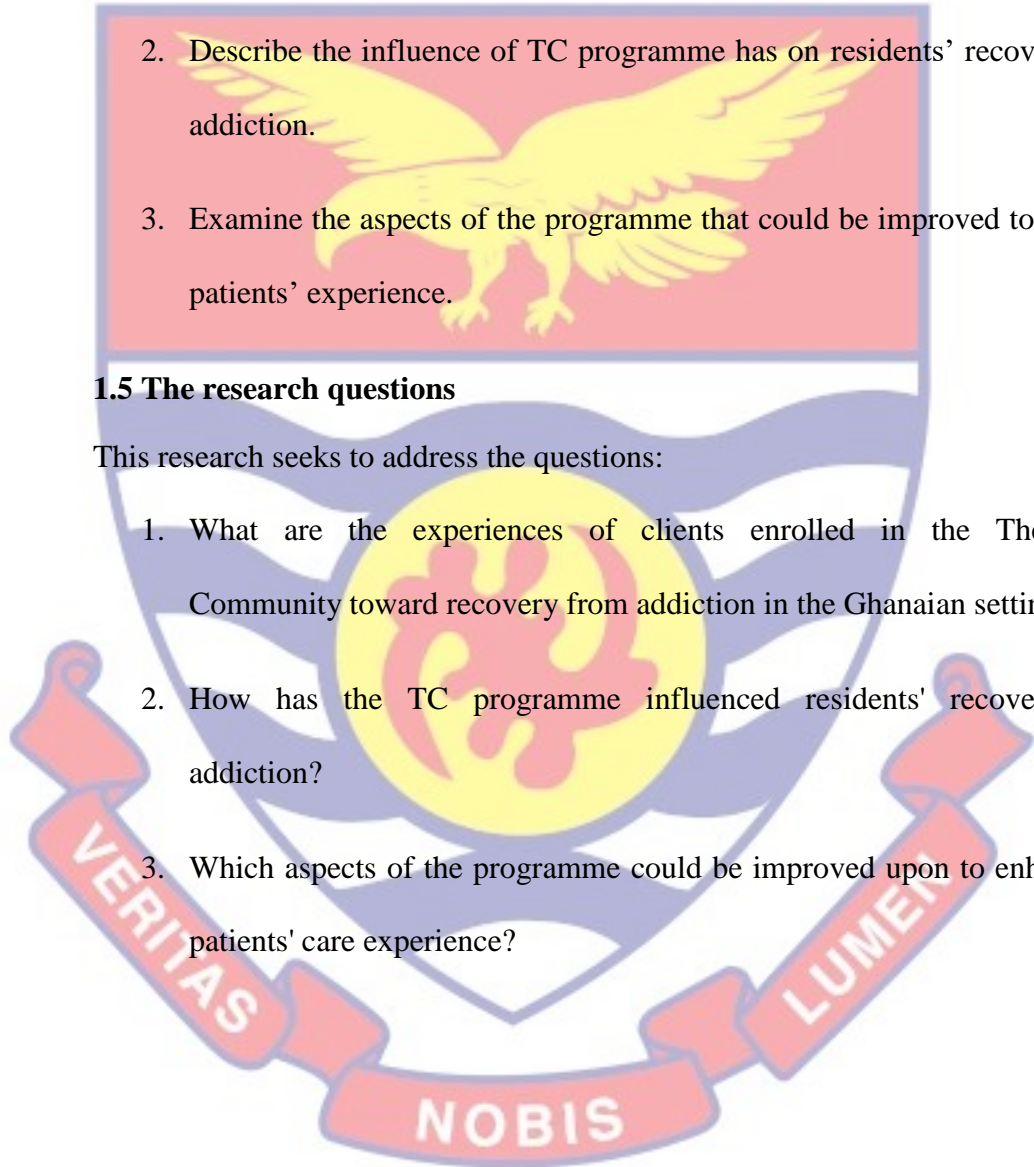 2. Describe the influence of TC programme has on residents’ recov
addiction.
3. Examine the aspects of the programme that could be improved to
patients’ experience.
1.5 The research questions
This research seeks to address the questions:
1. What are the experiences of clients enrolled in the The
Community toward recovery from addiction in the Ghanaian settin
2. How has the TC programme influenced residents' recove
addiction?
3. Which aspects of the programme could be improved upon to enh
patients' care experience?
VERITAS
NOBIS
LUMEN